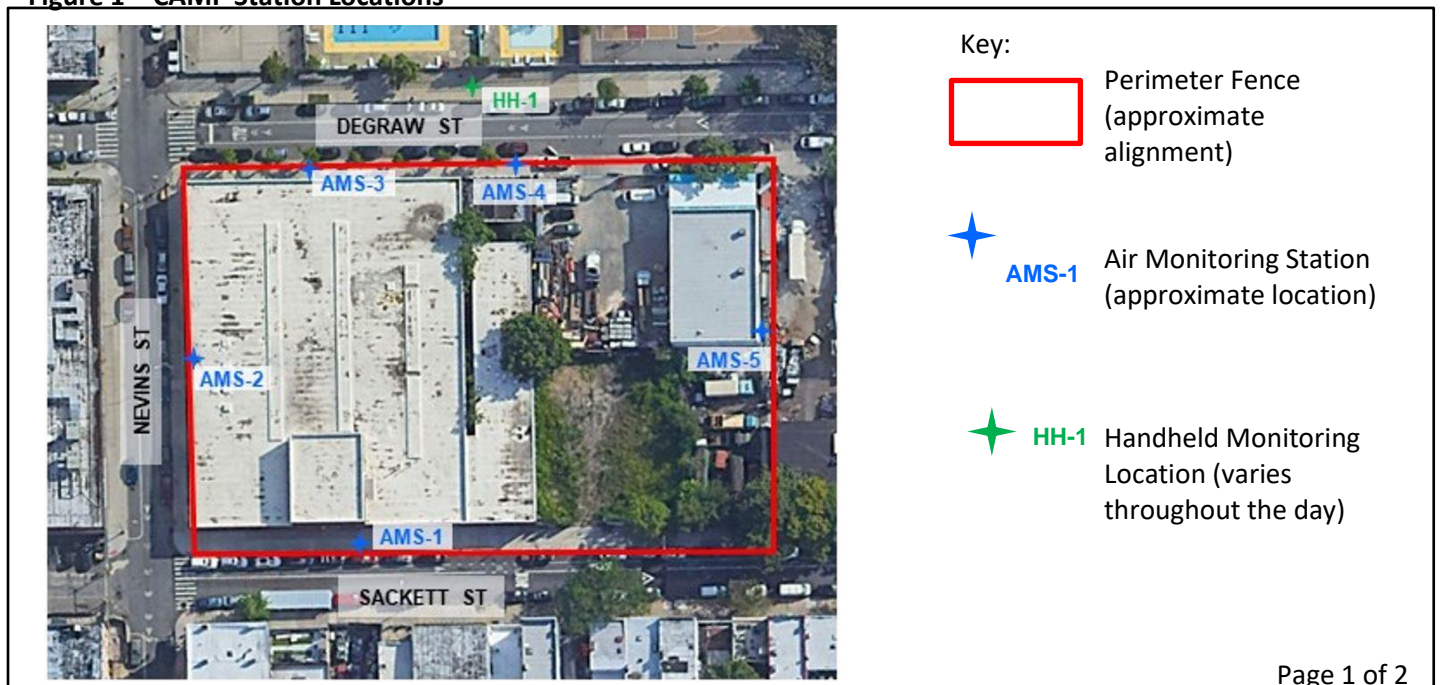 Figure 1 – CAMP Station Locations
HH-1
DEGRAW ST
AMS-3
AMS-4
NEVINS ST
AMS-2
AMS-5
AMS-1
SACKETT ST
Key:
Perimeter Fence
(approximate
alignment)
AMS-1
Air Monitoring Station
(approximate location)
HH-1
Handheld Monitoring
Location (varies
throughout the day)
Page 1 of 2